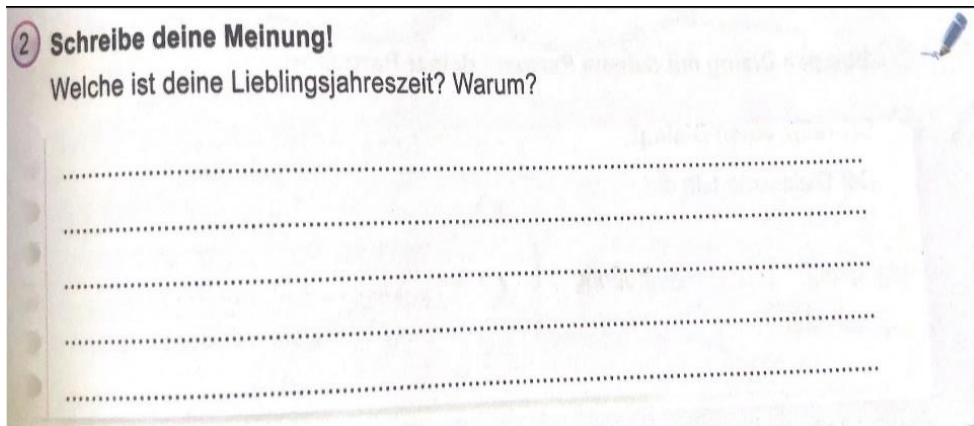 2 Schreibe deine Meinung!
Welche ist deine Lieblingsjahreszeit? Warum?